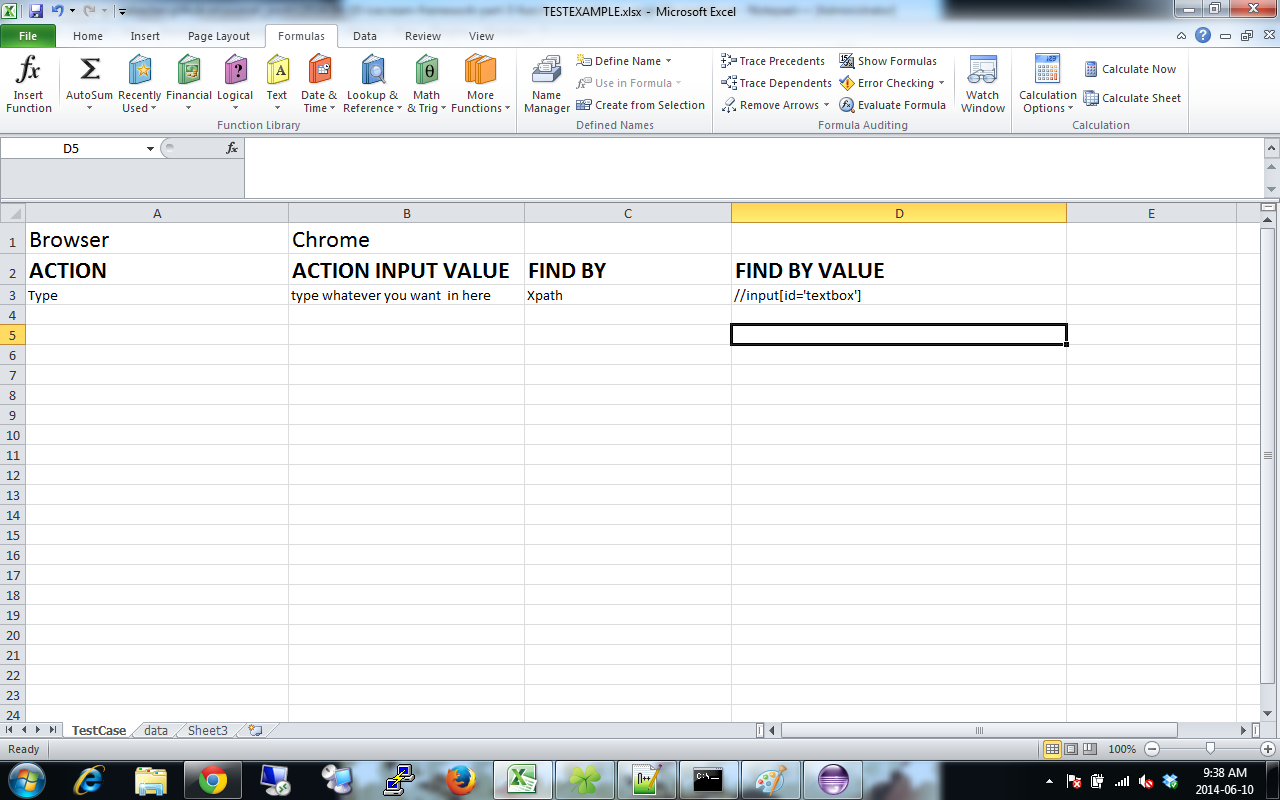 TESTEXAMPLE.xlsx - Microsoft Excel
File Home Insert Page Layout Formulas Data Review View
Insert Function
AutoSum
Recently Used
Financial
Logical
Text
Date & Time
Lookup & Reference
Math & Trig
More Functions
Function Library
Name Manager
Define Name
Use in Formula
Create from Selection
Defined Names
Trace Precedents
Trace Dependents
Remove Arrows
Show Formulas
Error Checking
Evaluate Formula
Formula Auditing
Watch Window
Calculation Options
Calculate Now
Calculate Sheet
Calculation
D5 fx
A B C D E
1 Browser Chrome
2 ACTION ACTION INPUT VALUE FIND BY FIND BY VALUE
3 Type type whatever you want  in here Xpath //input[id='textbox']
4
5
6
7
8
9
10
11
12
13
14
15
16
17
18
19
20
21
22
23
24
TestCase data Sheet3
Ready 100%
9:38 AM
2014-06-10